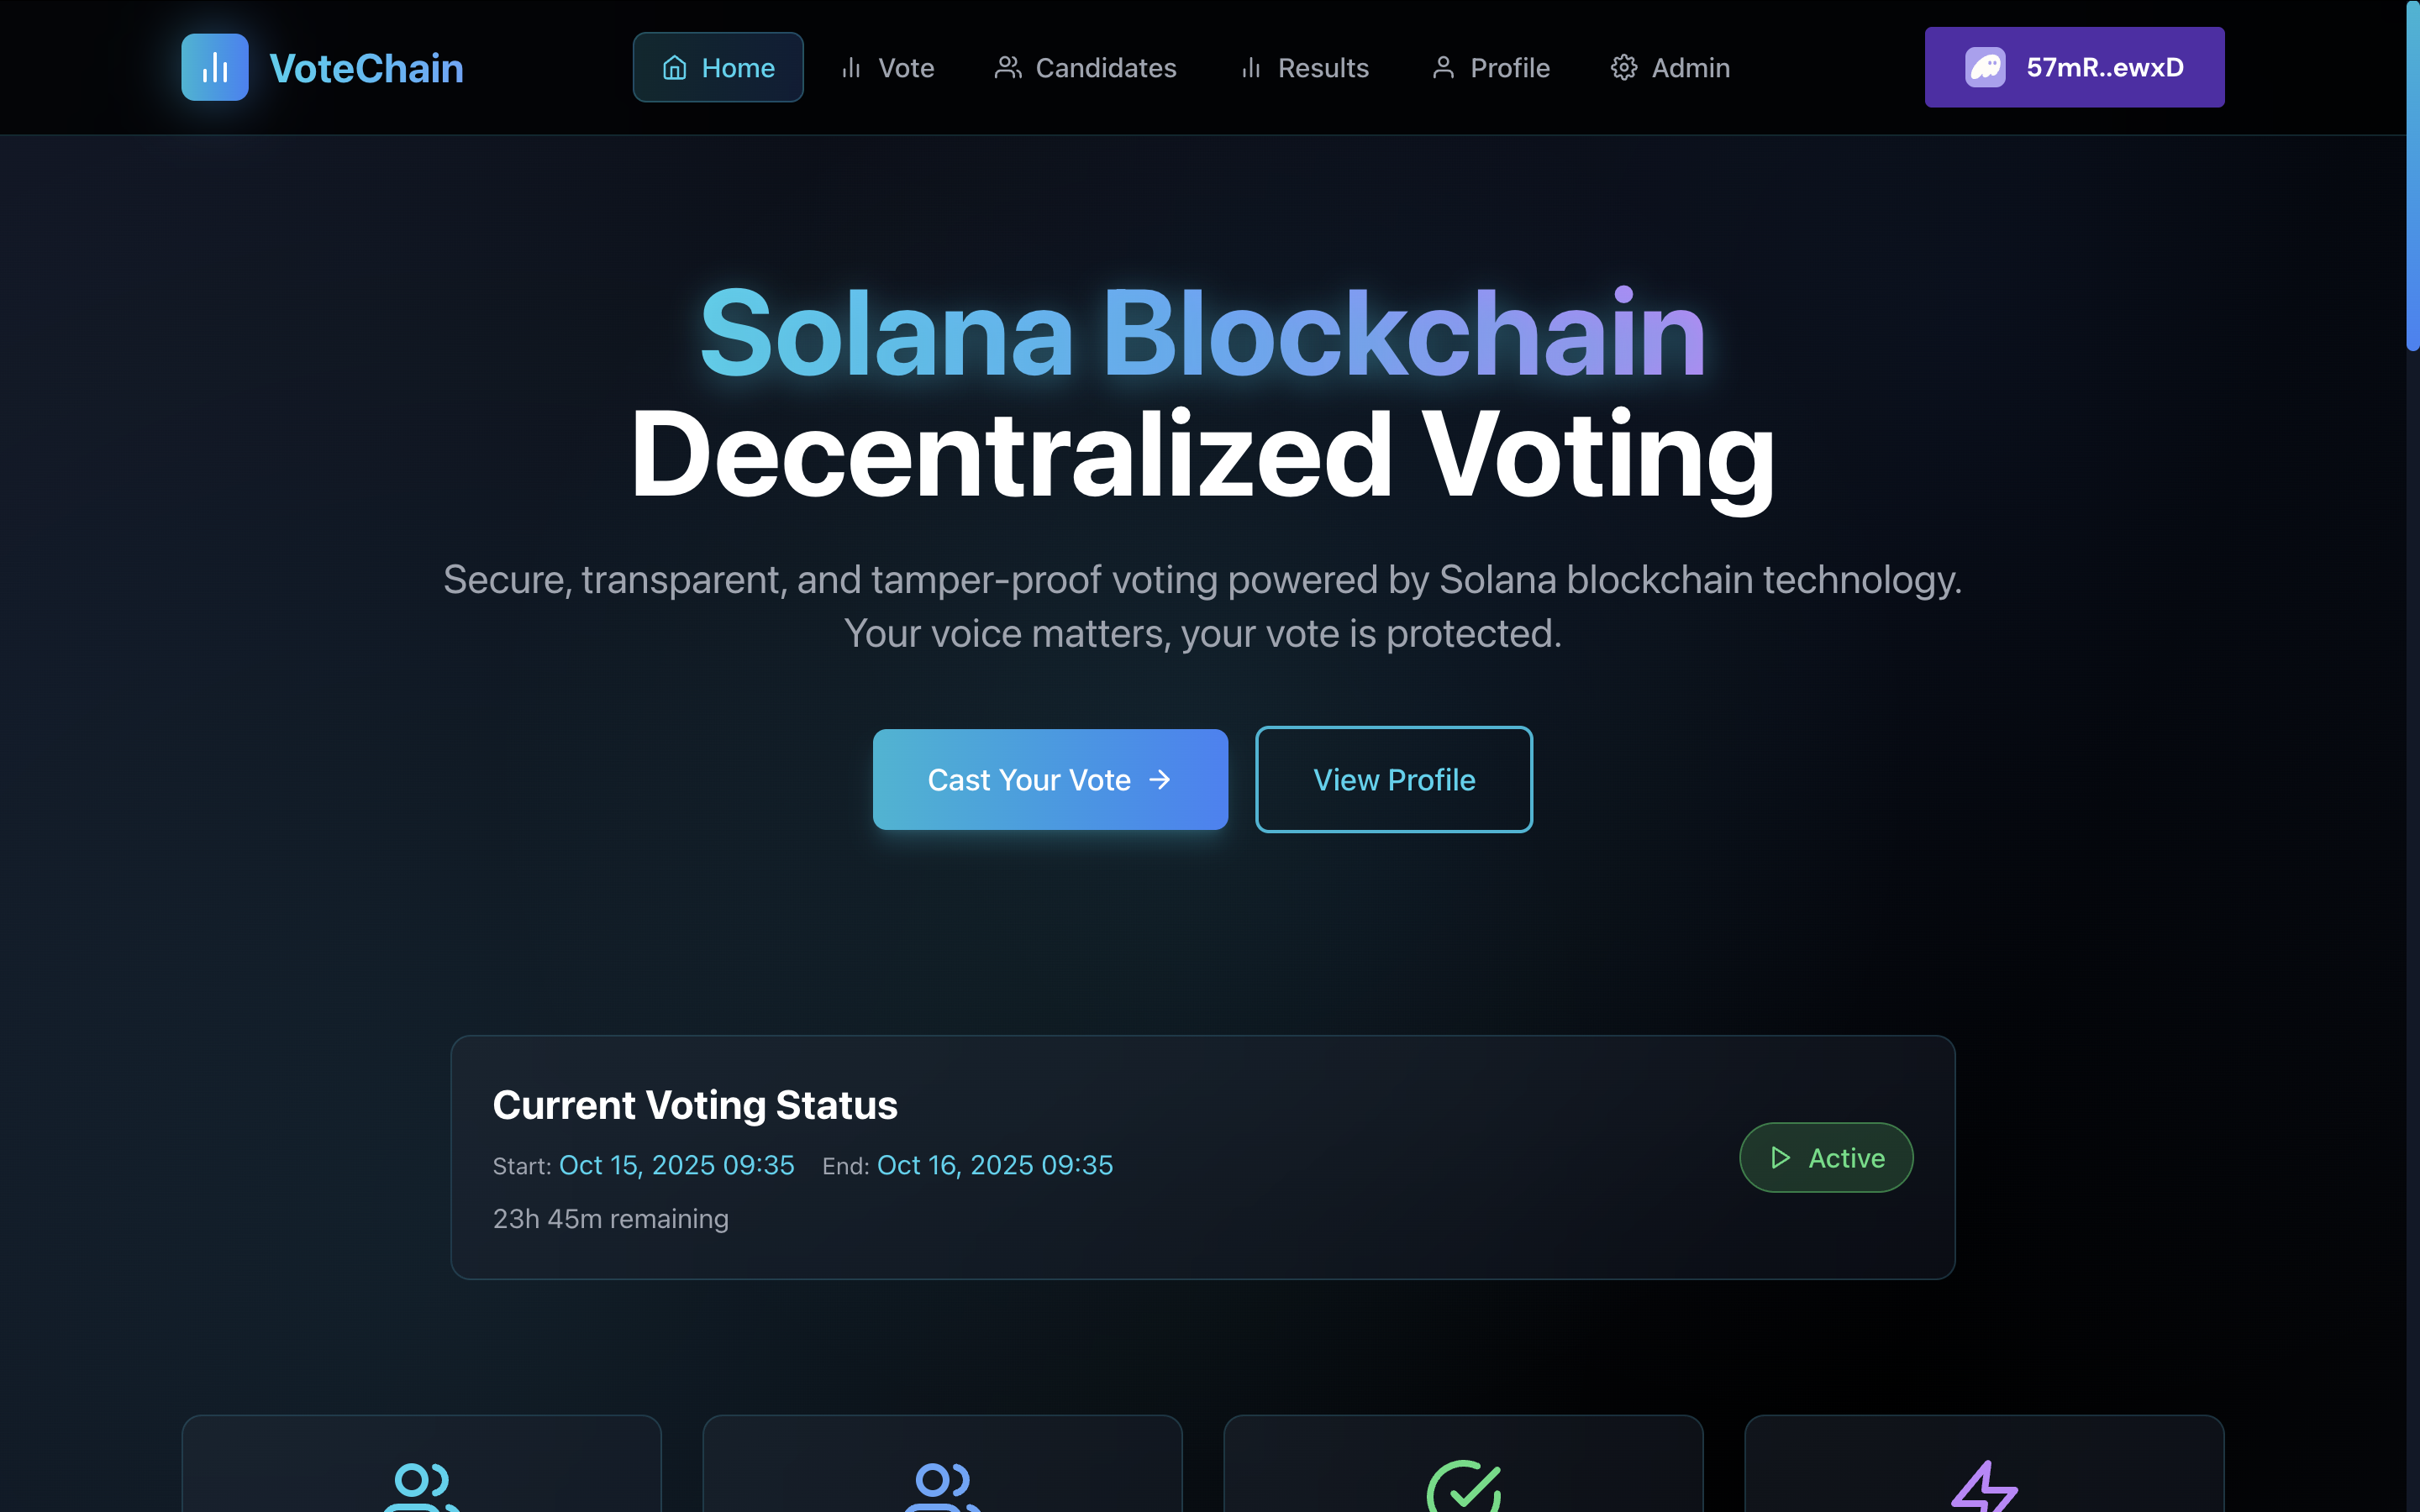 VoteChain
Home
Vote
Candidates
Results
Profile
Admin
57mR..ewxD
Solana Blockchain
Decentralized Voting
Secure, transparent, and tamper-proof voting powered by Solana blockchain technology.
Your voice matters, your vote is protected.
Cast Your Vote →
View Profile
Current Voting Status
Start: Oct 15, 2025 09:35 End: Oct 16, 2025 09:35
Active
23h 45m remaining